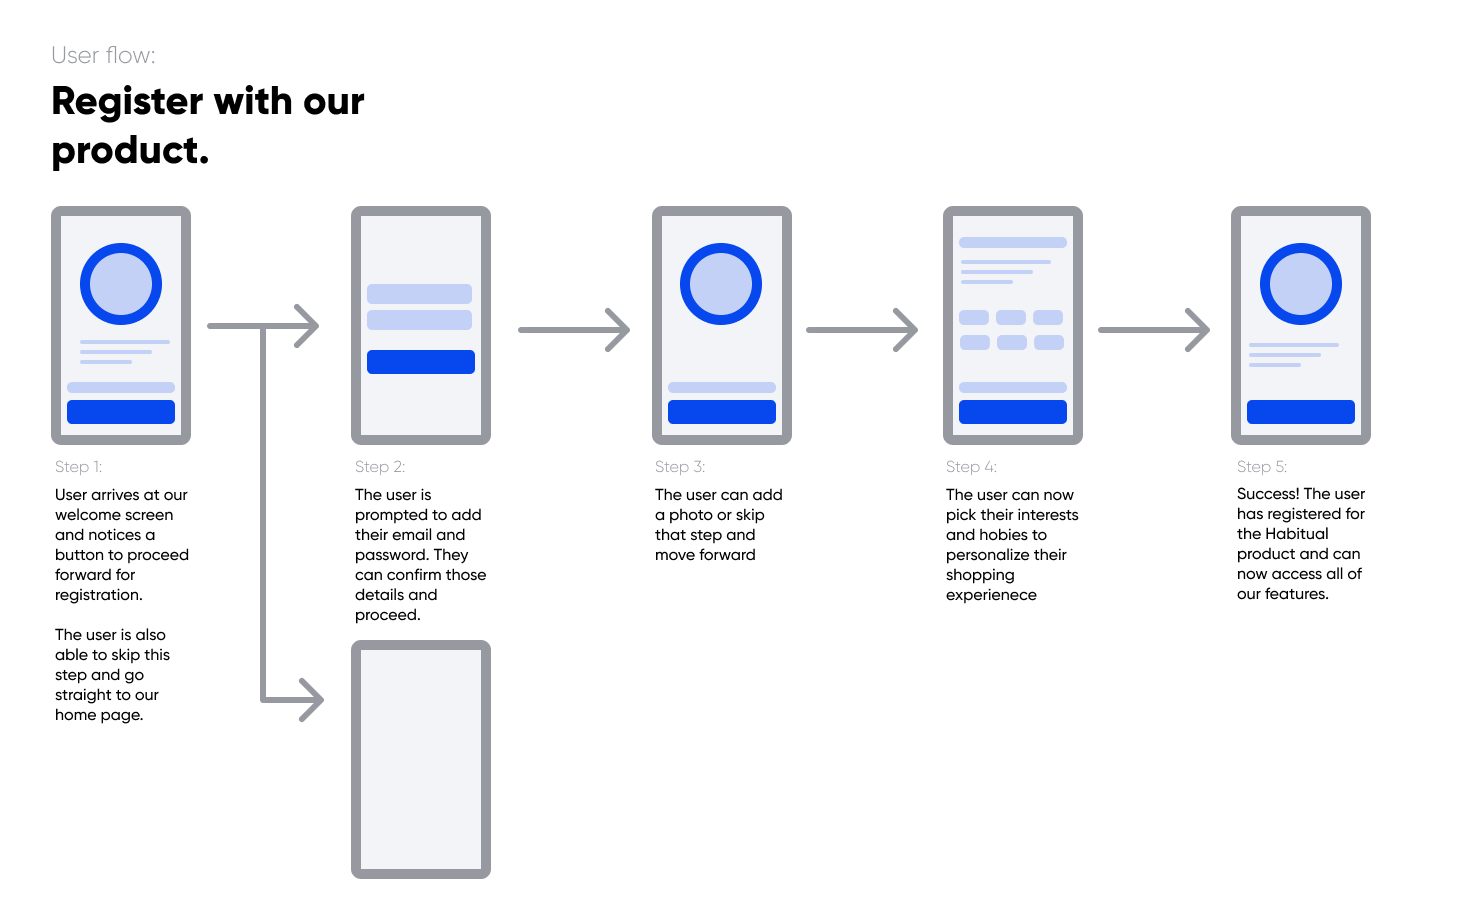 User flow:
Register with our
product.
Step 1:
User arrives at our
welcome screen
and notices a
button to proceed
forward for
registration.
The user is also
able to skip this
step and go
straight to our
home page.
Step 2:
The user is
prompted to add
their email and
password. They
can confirm those
details and
proceed.
Step 3:
The user can add
a photo or skip
that step and
move forward
Step 4:
The user can now
pick their interests
and hobies to
personalize their
shopping
experienece
Step 5:
Success! The user
has registered for
the Habitual
product and can
now access all of
our features.